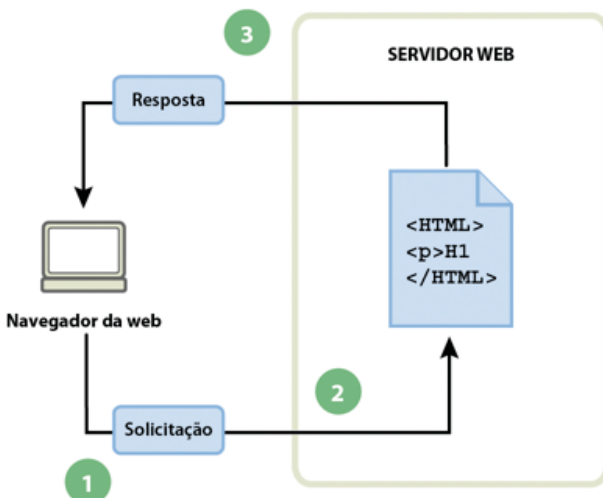 3
SERVIDOR WEB
Resposta
<HTML>
<p>H1
</HTML>
Navegador da web
2
Solicitação
1